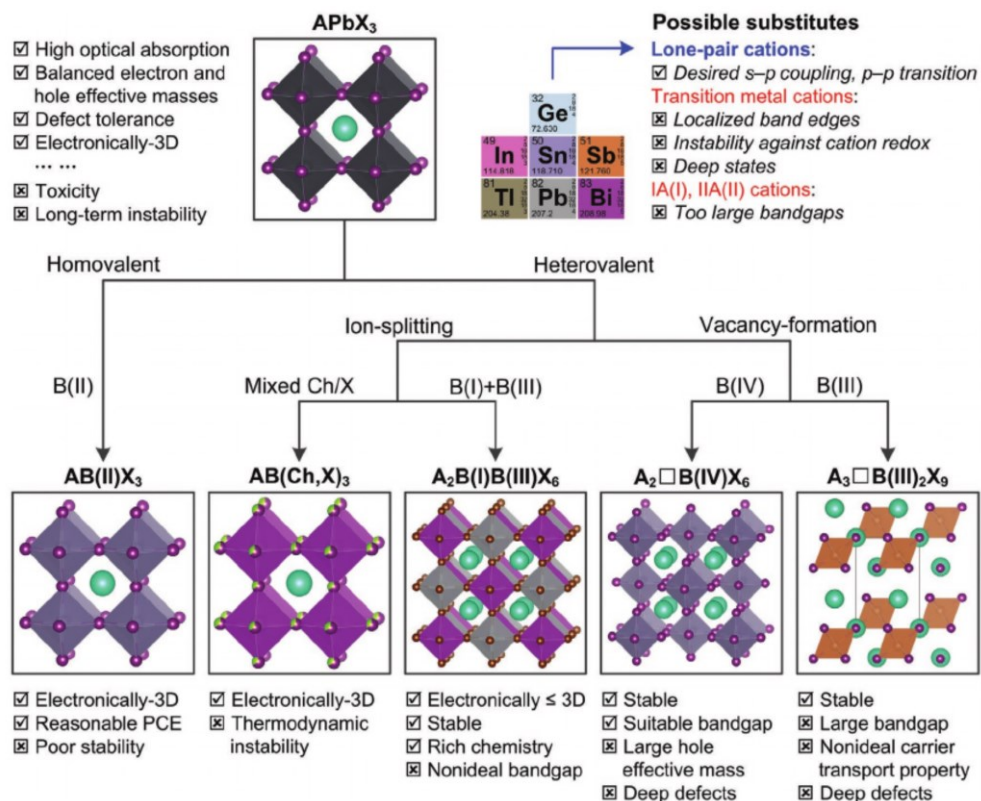 APbX₃
☑ High optical absorption
☑ Balanced electron and
hole effective masses
☑ Defect tolerance
☑ Electronically-3D
... ...
☒ Toxicity
☒ Long-term instability
32
Ge
72.630
49
In
114.818
50
Sn
118.710
51
Sb
121.760
81
Tl
204.38
82
Pb
207.2
83
Bi
208.98
Possible substitutes
Lone-pair cations:
☑ Desired s–p coupling, p–p transition
Transition metal cations:
☒ Localized band edges
☒ Instability against cation redox
☒ Deep states
IA(I), IIA(II) cations:
☒ Too large bandgaps
Homovalent
Heterovalent
Ion-splitting
Vacancy-formation
B(II)
Mixed Ch/X
B(I)+B(III)
B(IV)
B(III)
AB(II)X₃
☑ Electronically-3D
☑ Reasonable PCE
☒ Poor stability
AB(Ch,X)₃
☑ Electronically-3D
☒ Thermodynamic
instability
A₂B(I)B(III)X₆
☑ Electronically ≤ 3D
☑ Stable
☑ Rich chemistry
☒ Nonideal bandgap
A₂□B(IV)X₆
☑ Stable
☑ Suitable bandgap
☒ Large hole
effective mass
☒ Deep defects
A₃□B(III)₂X₉
☑ Stable
☒ Large bandgap
☒ Nonideal carrier
transport property
☒ Deep defects